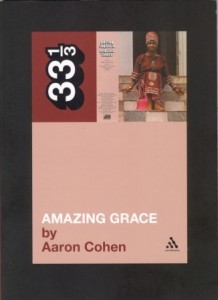 33 1/3
AMAZING GRACE
by
Aaron Cohen